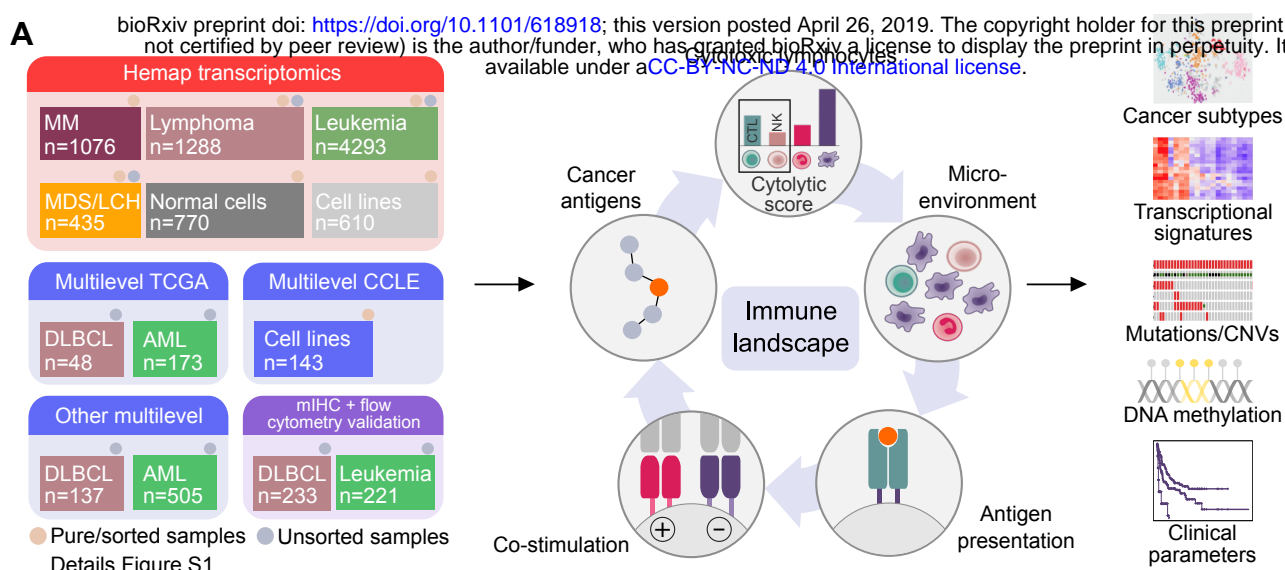 bioRxiv preprint doi: https://doi.org/10.1101/618918; this version posted April 26, 2019. The copyright holder for this preprint
not certified by peer review) is the author/funder, who has granted bioRxiv a license to display the preprint in perpetuity. It
available under aCC-BY-NC-ND 4.0 International license.
A
Hemap transcriptomics
MM
n=1076
Lymphoma
n=1288
Leukemia
n=4293
MDS/LCH
n=435
Normal cells
n=770
Cell lines
n=610
Multilevel TCGA
DLBCL
n=48
AML
n=173
Multilevel CCLE
Cell lines
n=143
Other multilevel
DLBCL
n=137
AML
n=505
mIHC + flow
cytometry validation
DLBCL
n=233
Leukemia
n=221
Pure/sorted samples
Unsorted samples
Details Figure S1
Cytotoxic lymphocytes
CTL
NK
Cytolytic
score
Cancer
antigens
Micro-
environment
Immune
landscape
Co-stimulation
+
−
Antigen
presentation
Cancer subtypes
Transcriptional
signatures
Mutations/CNVs
DNA methylation
Clinical
parameters